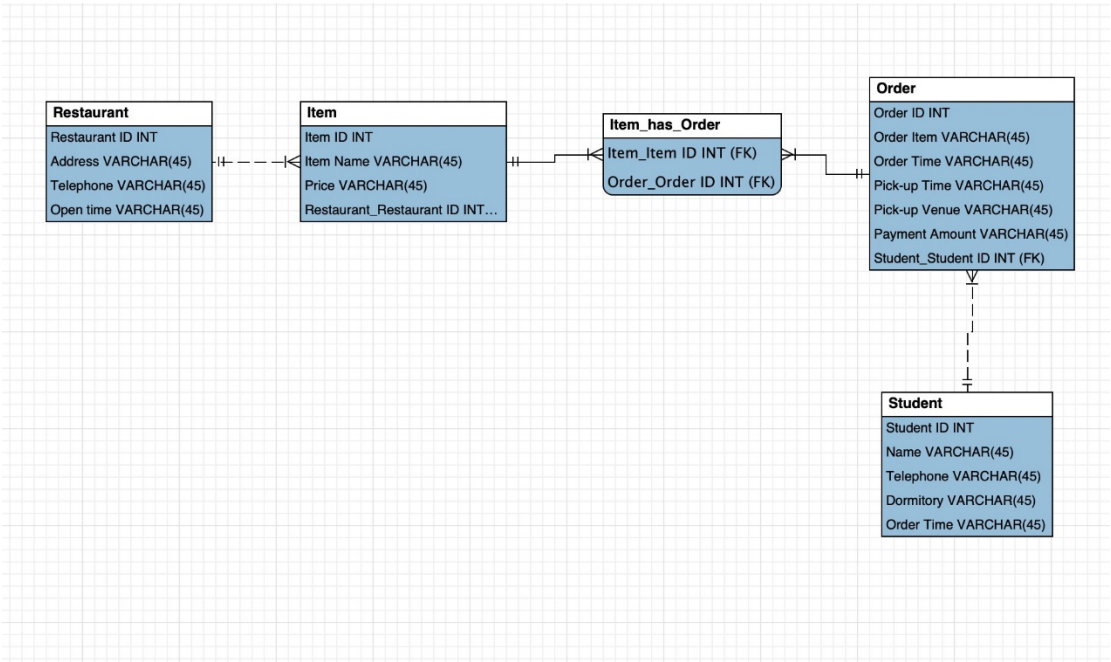 Restaurant
Restaurant ID INT
Address VARCHAR(45)
Telephone VARCHAR(45)
Open time VARCHAR(45)
Item
Item ID INT
Item Name VARCHAR(45)
Price VARCHAR(45)
Restaurant_Restaurant ID INT...
Item_has_Order
Item_Item ID INT (FK)
Order_Order ID INT (FK)
Order
Order ID INT
Order Item VARCHAR(45)
Order Time VARCHAR(45)
Pick-up Time VARCHAR(45)
Pick-up Venue VARCHAR(45)
Payment Amount VARCHAR(45)
Student_Student ID INT (FK)
Student
Student ID INT
Name VARCHAR(45)
Telephone VARCHAR(45)
Dormitory VARCHAR(45)
Order Time VARCHAR(45)